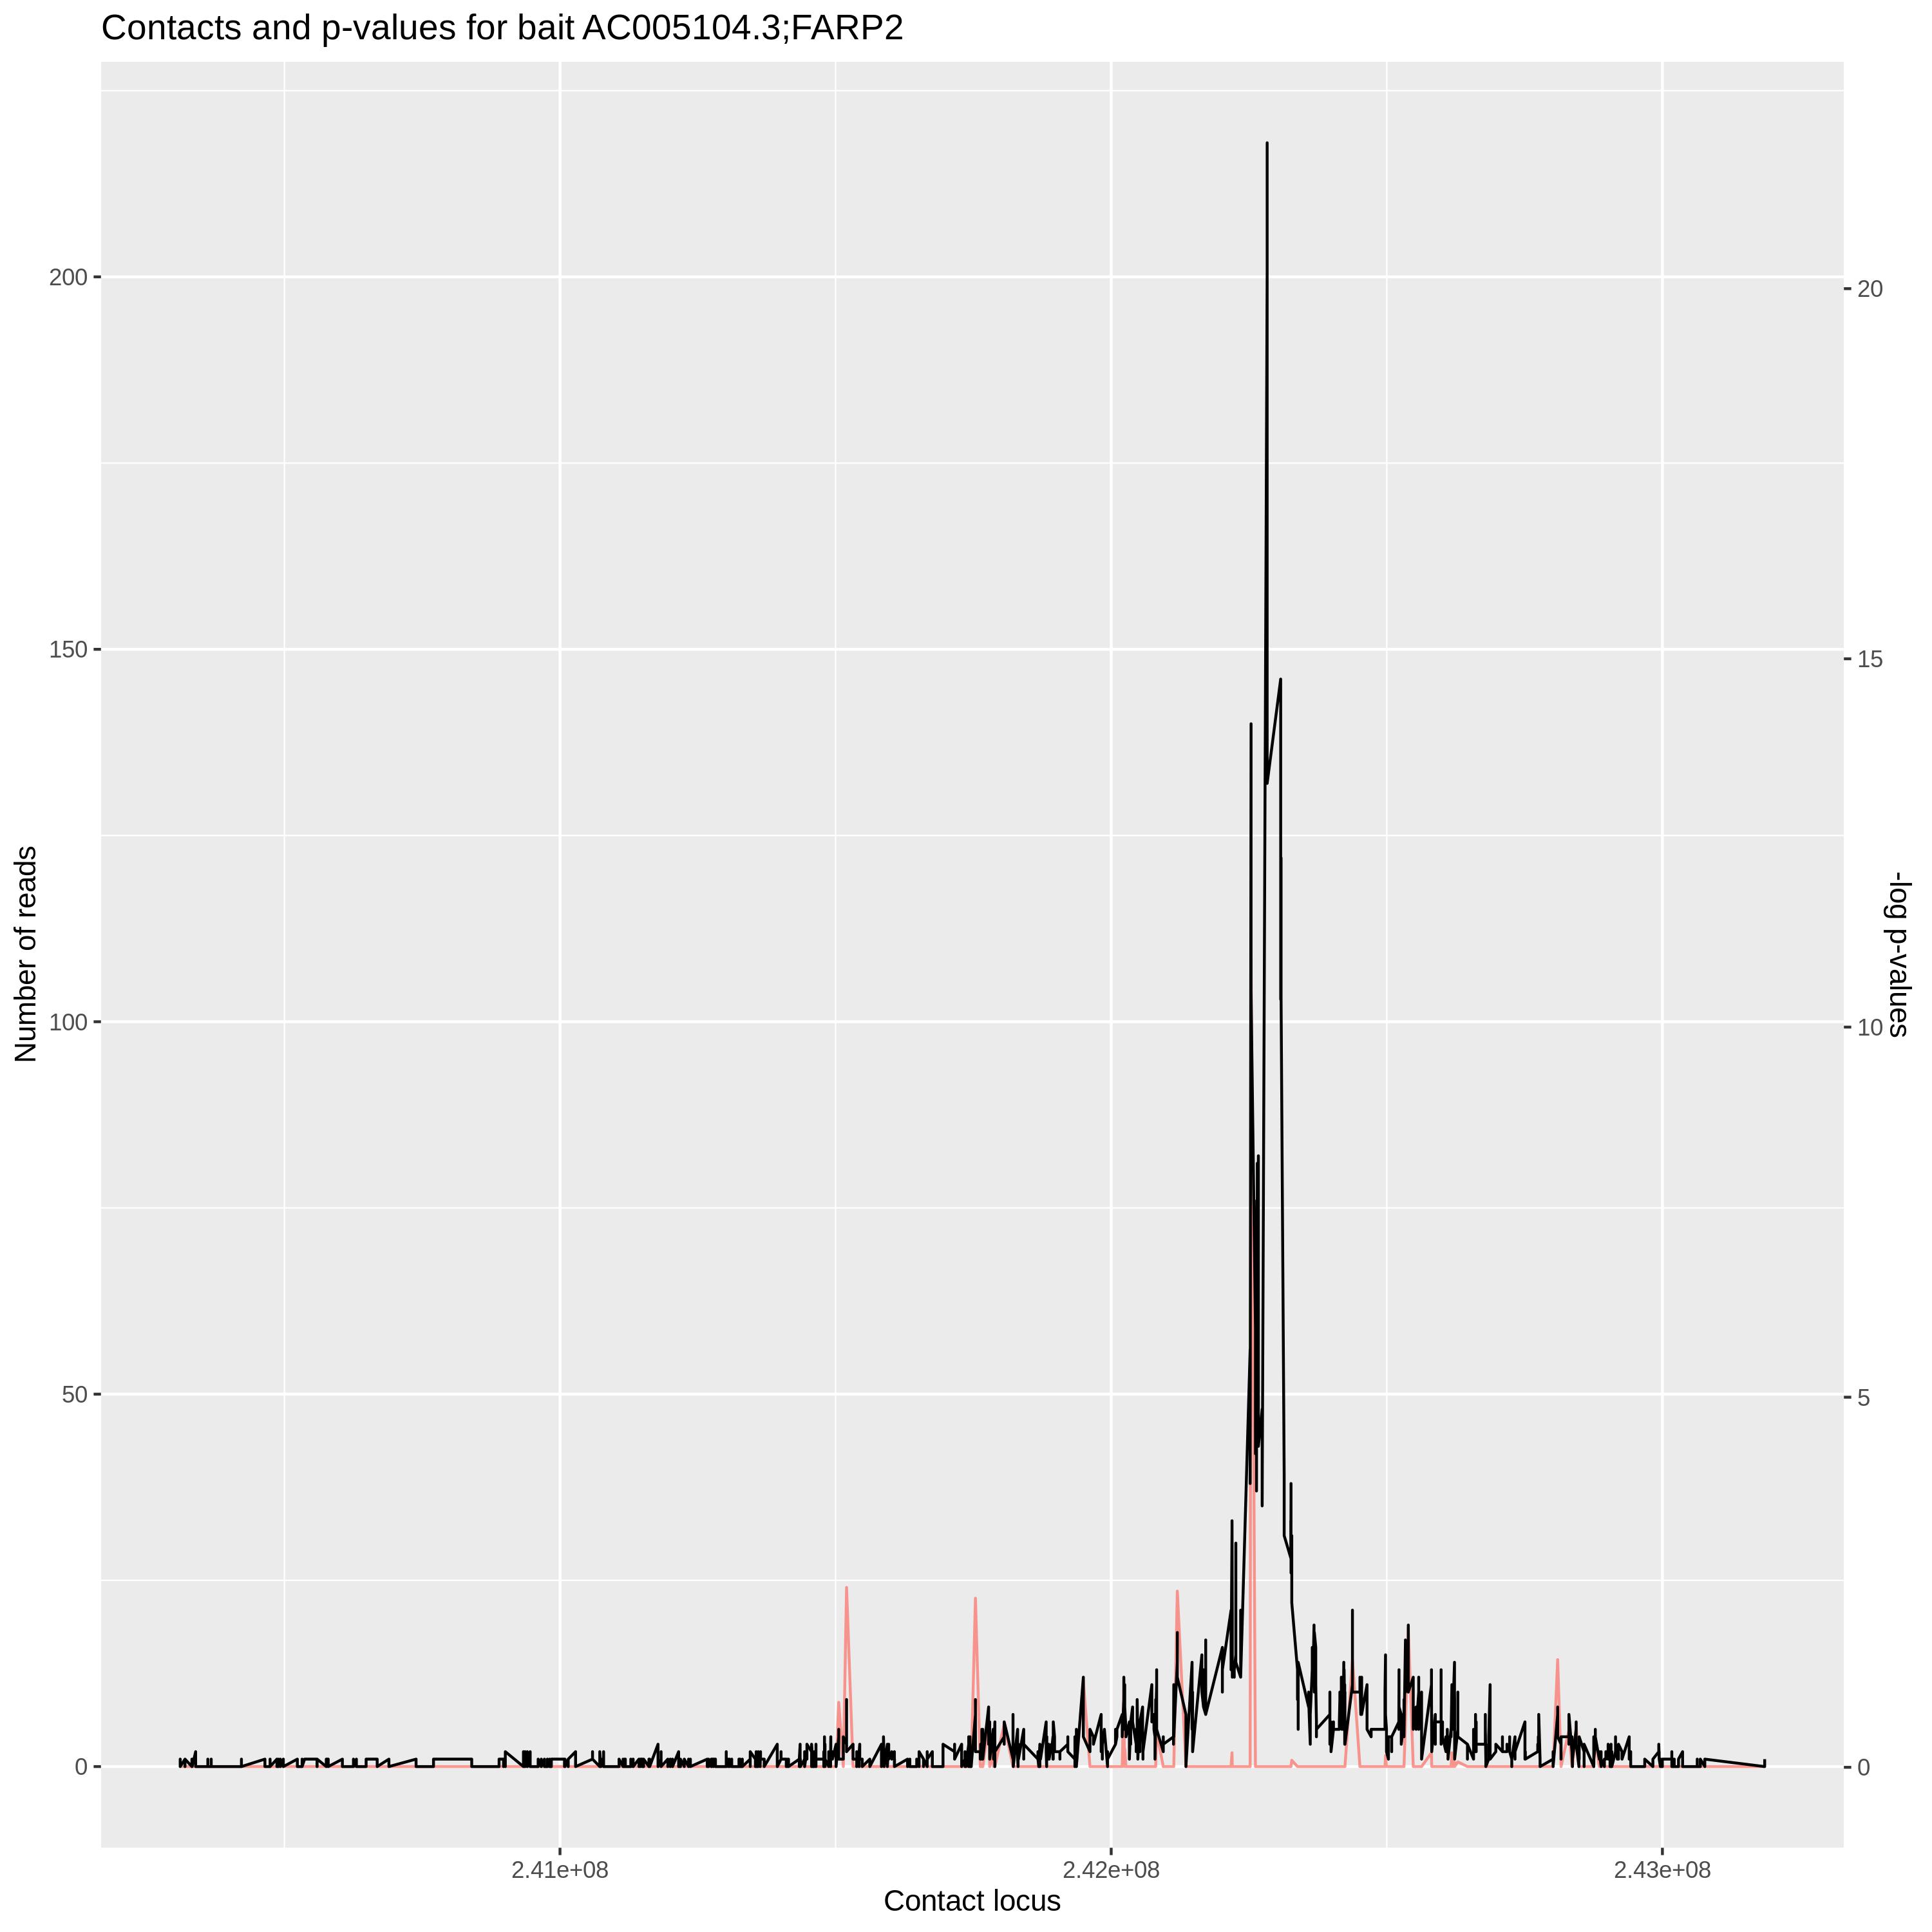 Contacts and p-values for bait AC005104.3;FARP2
200
150
100
50
0
20
15
10
5
0
Number of reads
-log p-values
2.41e+08
2.42e+08
2.43e+08
Contact locus